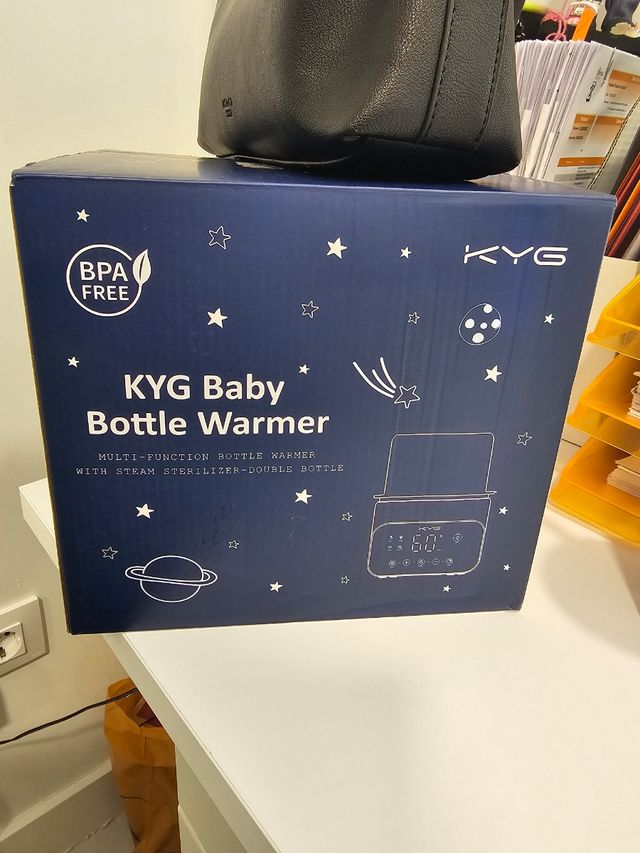 BPA
FREE
KYG
KYG Baby
Bottle Warmer
MULTI-FUNCTION BOTTLE WARMER
WITH STEAM STERILIZER-DOUBLE BOTTLE
KYG
60